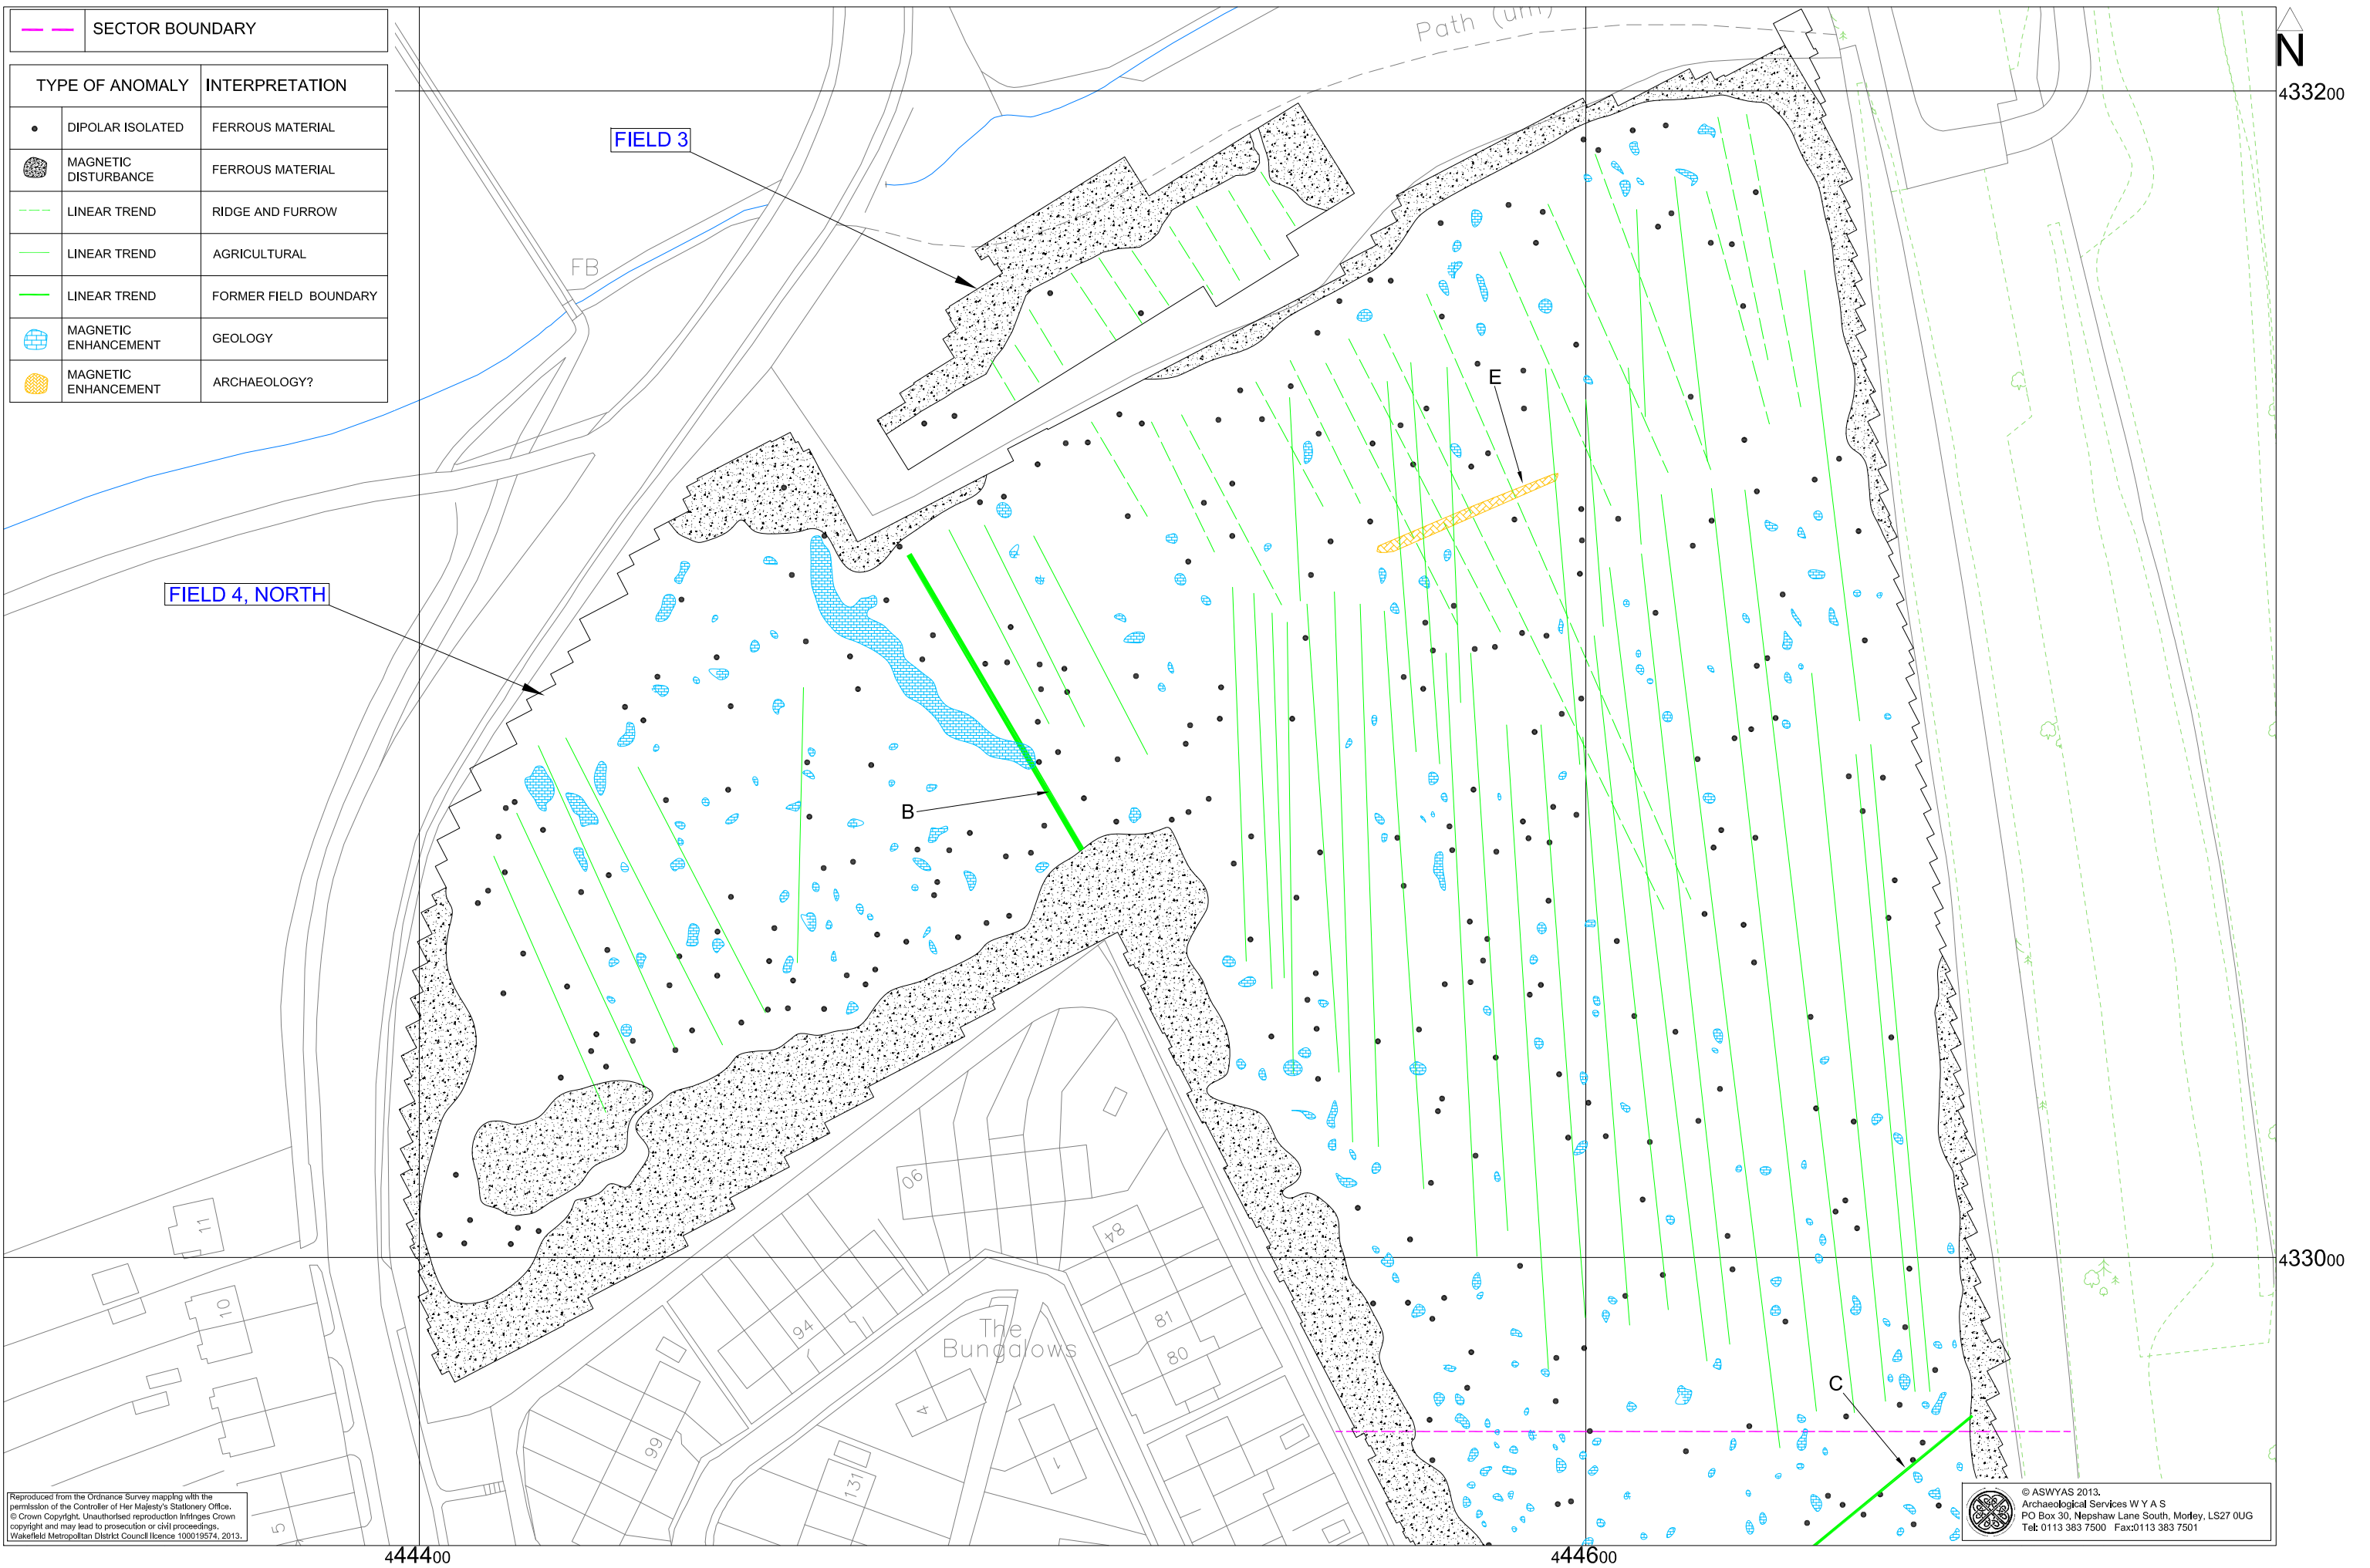 SECTOR BOUNDARY
TYPE OF ANOMALY INTERPRETATION
DIPOLAR ISOLATED FERROUS MATERIAL
MAGNETIC
DISTURBANCE
FERROUS MATERIAL
LINEAR TREND RIDGE AND FURROW
LINEAR TREND AGRICULTURAL
LINEAR TREND FORMER FIELD BOUNDARY
MAGNETIC
ENHANCEMENT
GEOLOGY
MAGNETIC
ENHANCEMENT
ARCHAEOLOGY?
Path (um)
N
433200
FIELD 3
FB
E
FIELD 4, NORTH
B
11
90
84
433000
10
94
The
Bungalows
81
80
4
C
99
1
131
5
Reproduced from the Ordnance Survey mapping with the
permission of the Controller of Her Majesty's Stationery Office.
© Crown Copyright. Unauthorised reproduction infringes Crown
copyright and may lead to prosecution or civil proceedings.
Wakefield Metropolitan District Council licence 100019574, 2013.
© ASWYAS 2013.
Archaeological Services W Y A S
PO Box 30, Nepshaw Lane South, Morley, LS27 0UG
Tel: 0113 383 7500 Fax:0113 383 7501
444400
444600